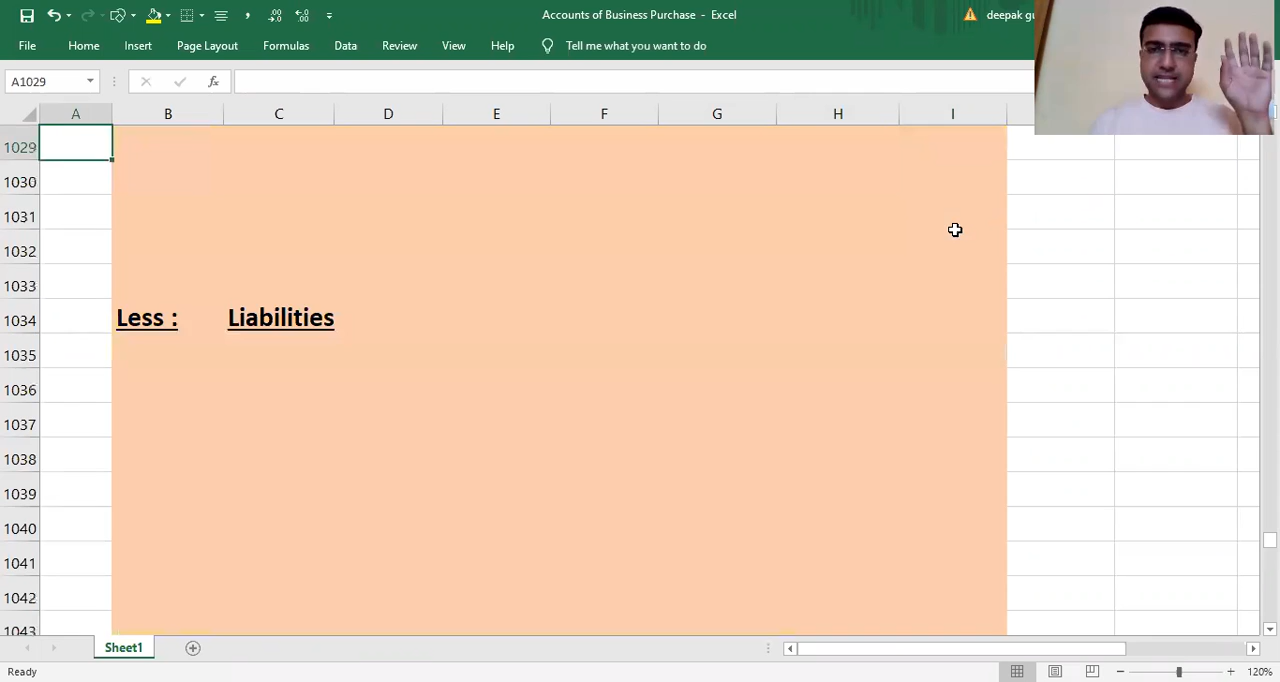 Accounts of Business Purchase - Excel
deepak gu
File Home Insert Page Layout Formulas Data Review View Help Tell me what you want to do
A1029 fx
A B C D E F G H I
1029
1030
1031
1032
1033
1034 Less : Liabilities
1035
1036
1037
1038
1039
1040
1041
1042
1043
Sheet1
Ready 120%